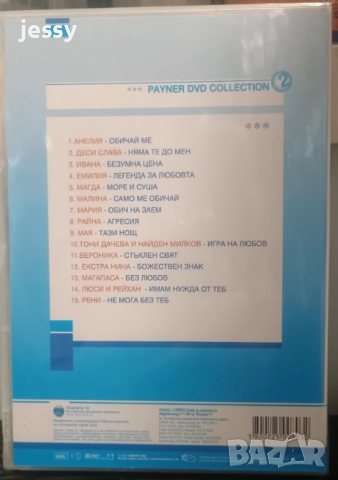 jessy
PAYNER DVD COLLECTION 2
1.АНЕЛИЯ - ОБИЧАЙ МЕ
2. ДЕСИ СЛАВА - НЯМА ТЕ ДО МЕН
3. ИВАНА - БЕЗУМНА ЦЕНА
4. ЕМИЛИЯ - ЛЕГЕНДА ЗА ЛЮБОВТА
5. МАГДА - МОРЕ И СУША
6. МАЛИНА - САМО МЕ ОБИЧАЙ
7. МАРИЯ - ОБИЧ НА ЗАЕМ
8. РАЙНА - АГРЕСИЯ
9. МАЯ - ТАЗИ НОЩ
10. ТОНИ ДАЧЕВА И НАЙДЕН МИЛКОВ - ИГРА НА ЛЮБОВ
11. ВЕРОНИКА - СТЪКЛЕН СВЯТ
12. ЕКСТРА НИНА - БОЖЕСТВЕН ЗНАК
13. МАГАПАСА - БЕЗ ЛЮБОВ
14. ЛЮСИ И РЕЙХАН - ИМАМ НУЖДА ОТ ТЕБ
15. РЕНИ - НЕ МОГА БЕЗ ТЕБ
BAZAR